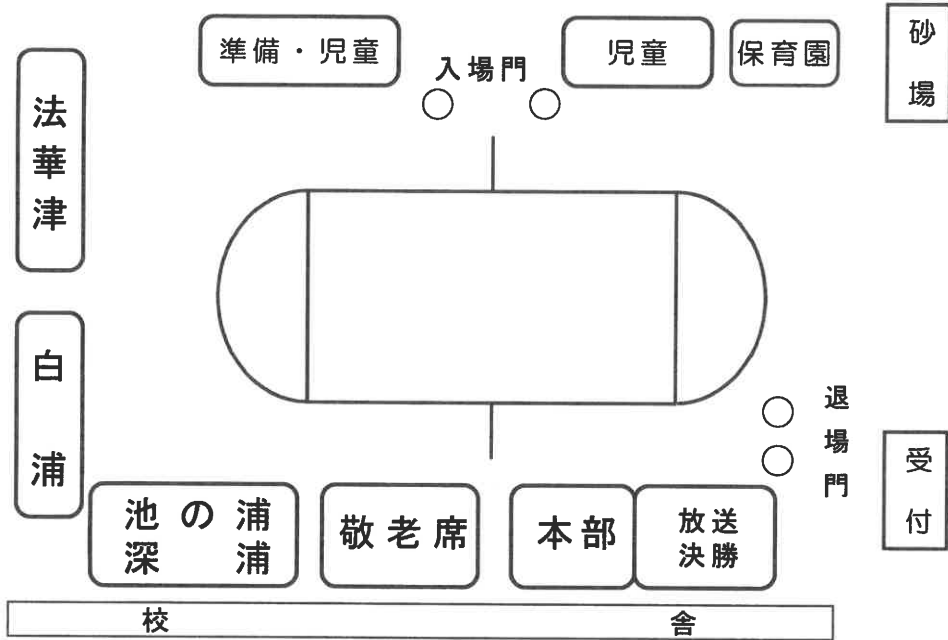 準備・児童
児童
保育園
砂場
入場門
法華津
白浦
退場門
受付
池の浦
深浦
敬老席
本部
放送
決勝
校舎